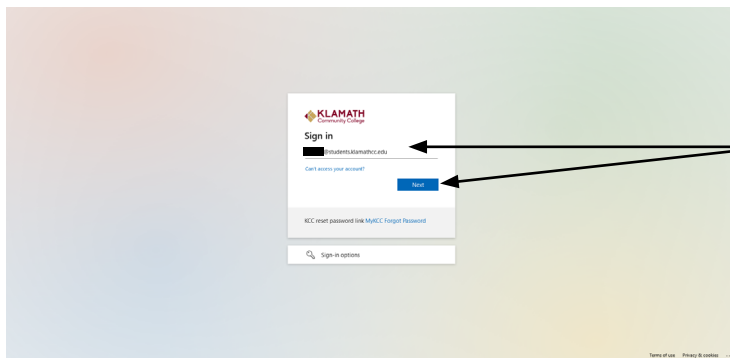 KLAMATH
Community College
Sign in
@students.klamathcc.edu
Can't access your account?
Next
KCC reset password link MyKCC Forgot Password
Sign-in options
Terms of use Privacy & cookies ...